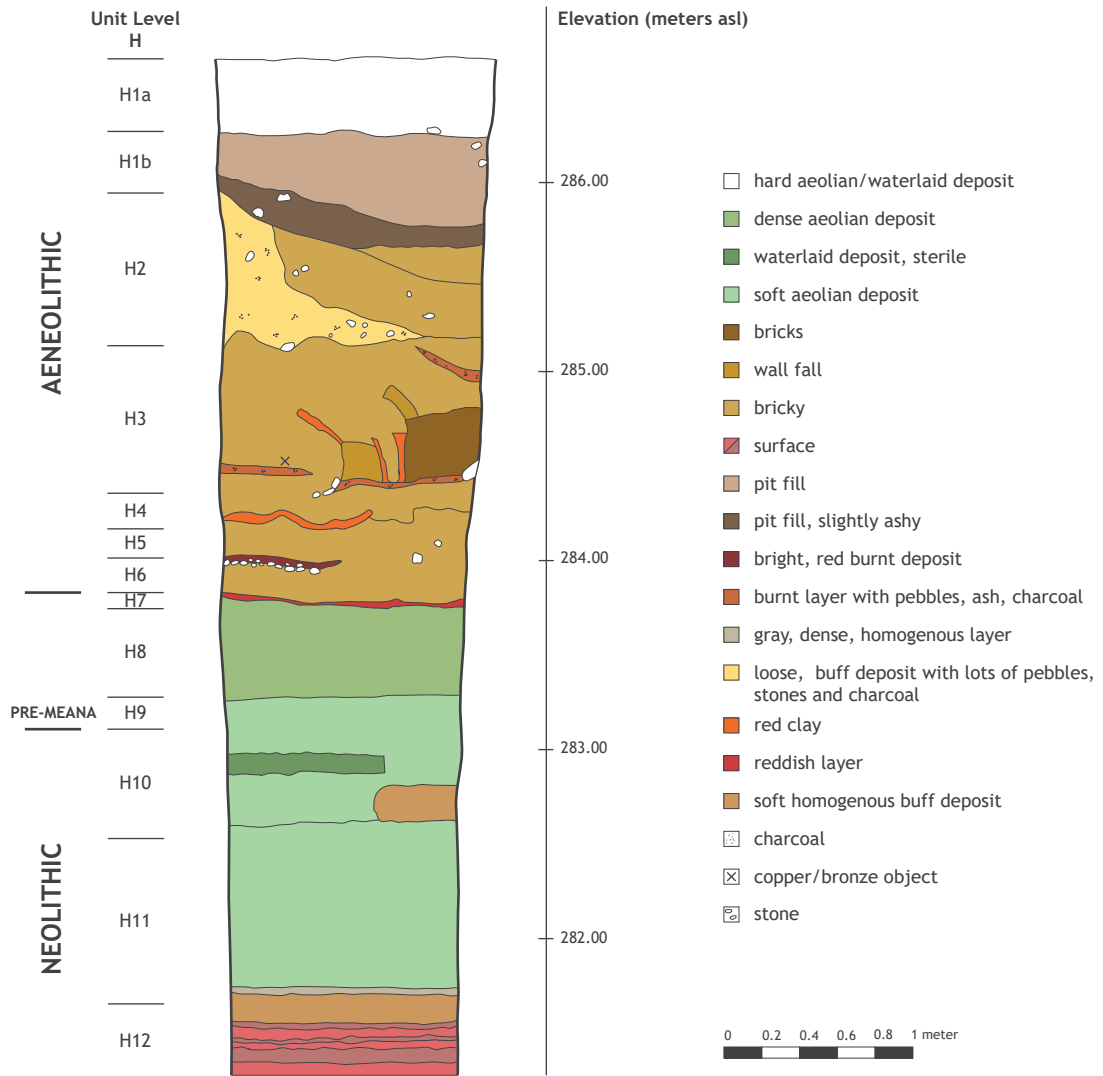 Unit Level
H
Elevation (meters asl)
H1a
H1b
H2
H3
H4
H5
H6
H7
H8
H9
H10
H11
H12
AENEOLITHIC
PRE-MEANA
NEOLITHIC
286.00
285.00
284.00
283.00
282.00
hard aeolian/waterlaid deposit
dense aeolian deposit
waterlaid deposit, sterile
soft aeolian deposit
bricks
wall fall
bricky
surface
pit fill
pit fill, slightly ashy
bright, red burnt deposit
burnt layer with pebbles, ash, charcoal
gray, dense, homogenous layer
loose, buff deposit with lots of pebbles,
stones and charcoal
red clay
reddish layer
soft homogenous buff deposit
charcoal
copper/bronze object
stone
0 0.2 0.4 0.6 0.8 1 meter